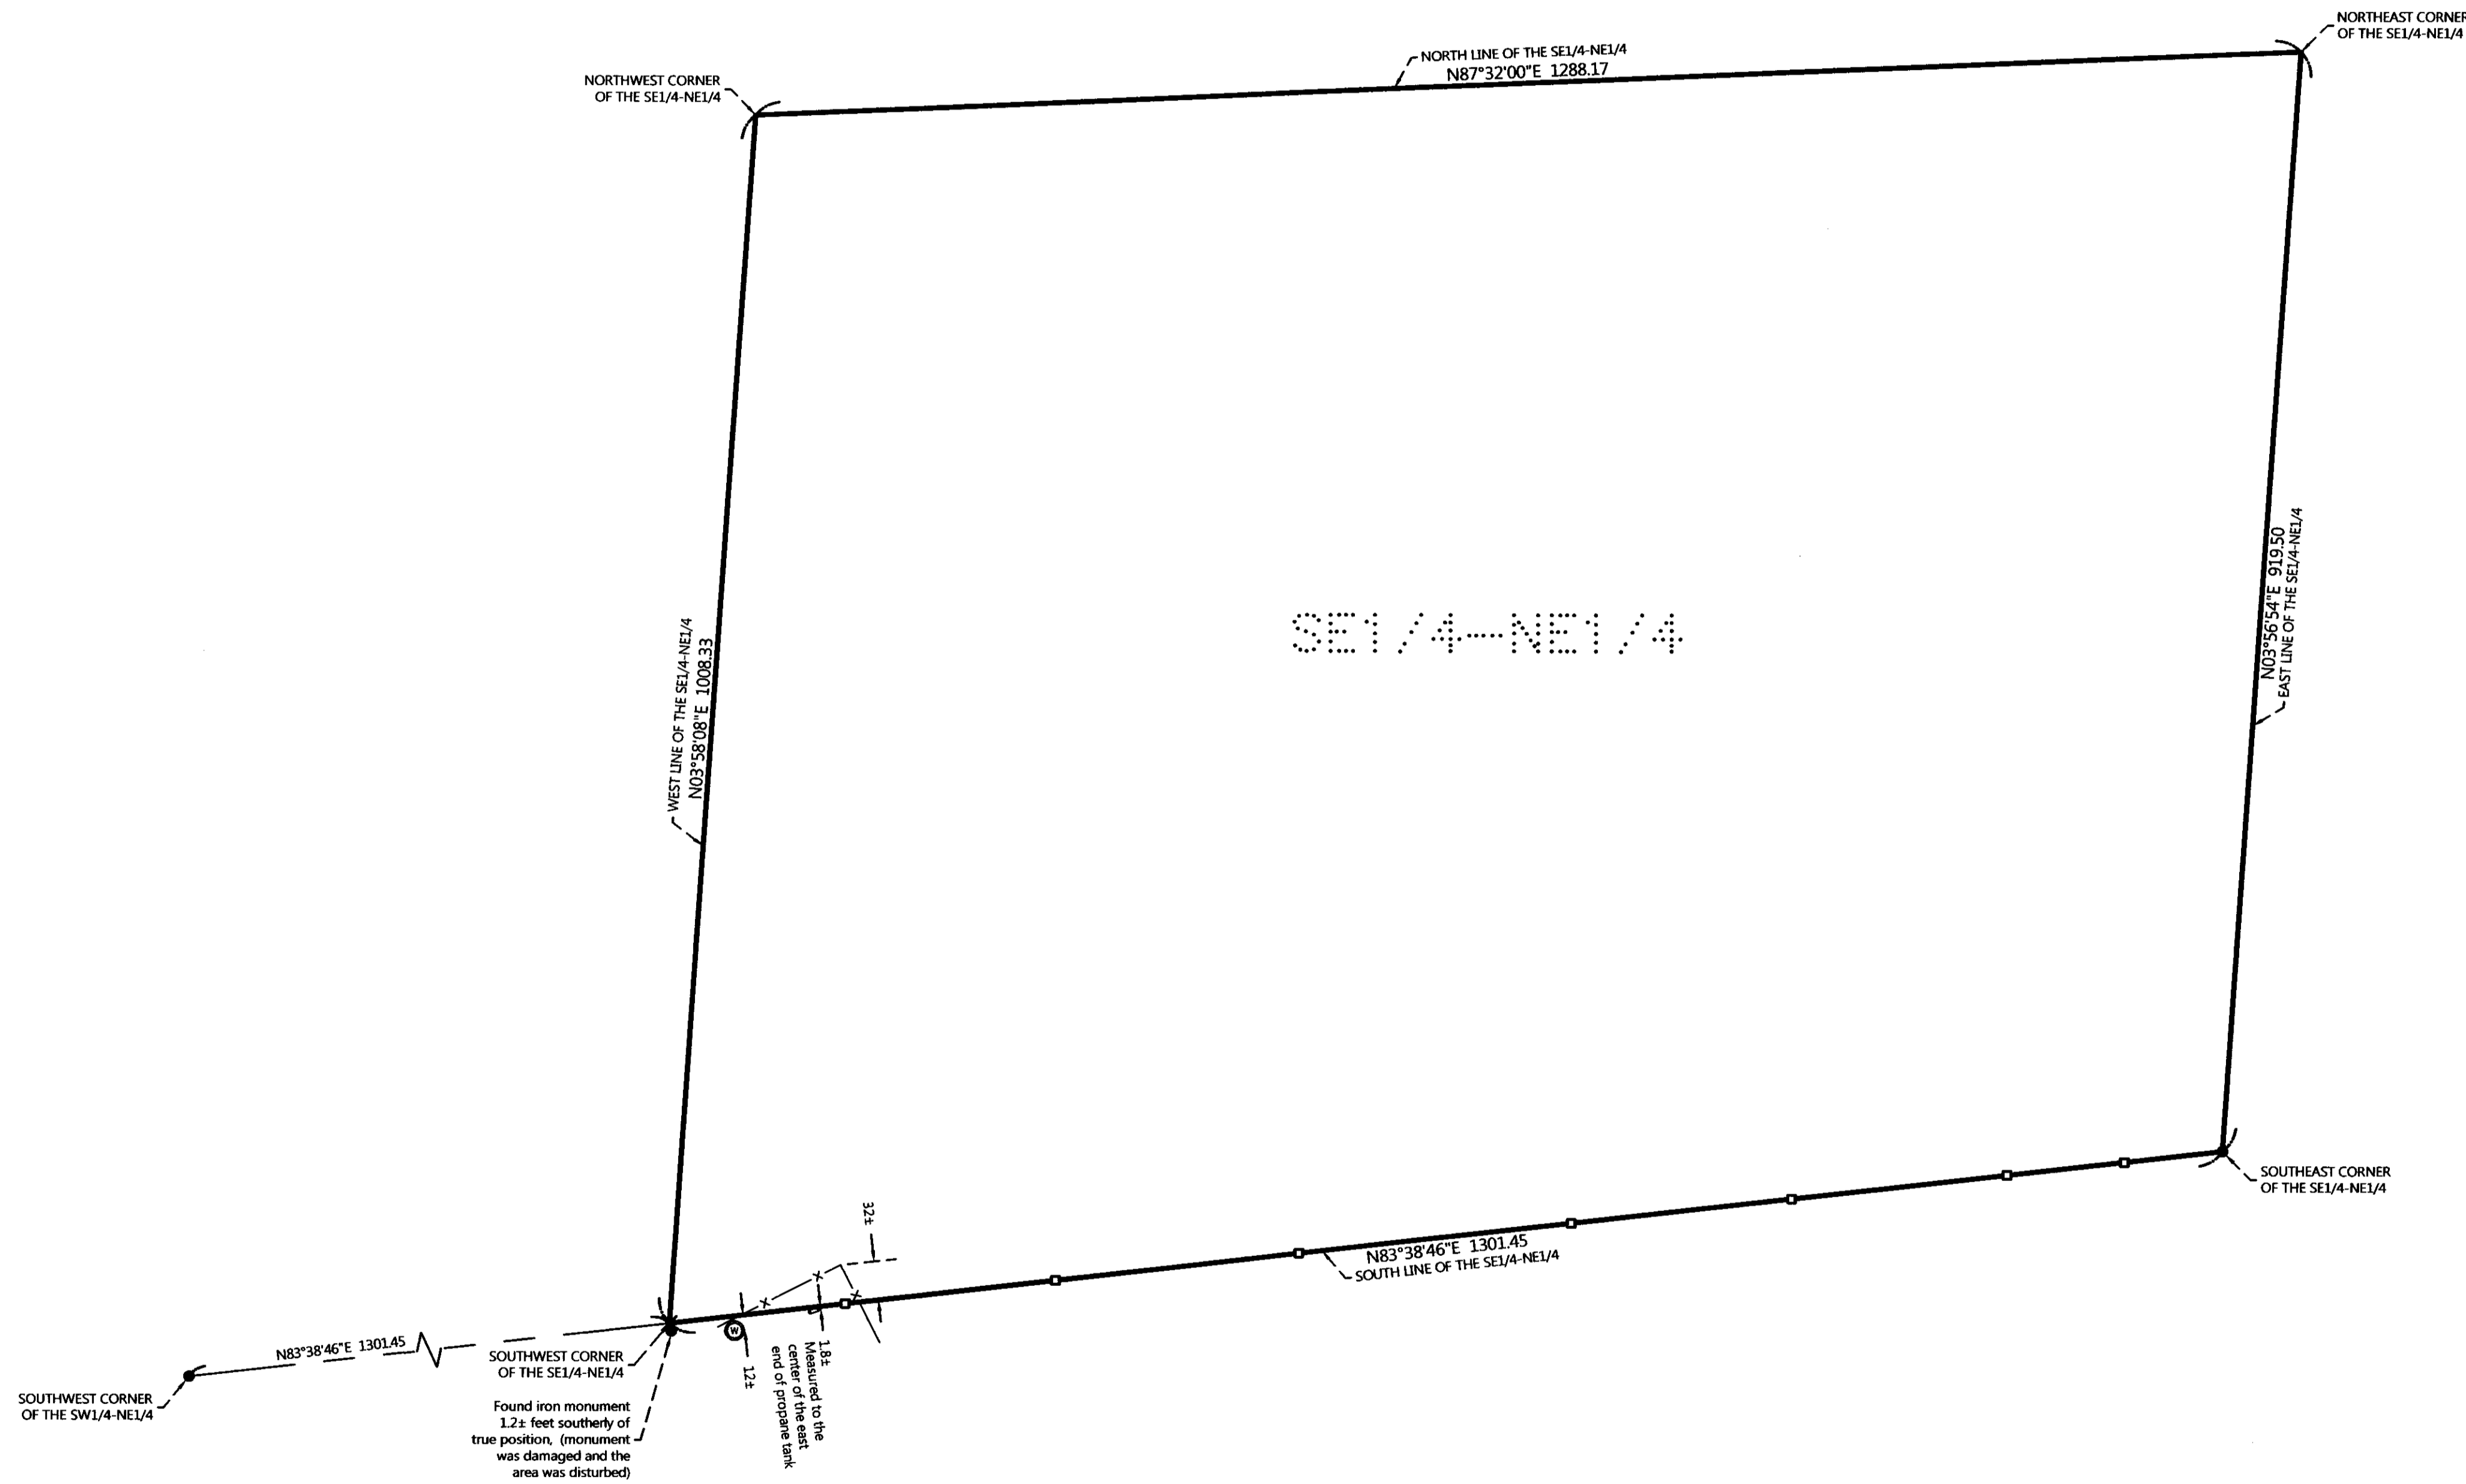 NORTHEAST CORNER
OF THE SE1/4-NE1/4
NORTH LINE OF THE SE1/4-NE1/4
N87°32'00"E 1288.17
NORTHWEST CORNER
OF THE SE1/4-NE1/4
WEST LINE OF THE SE1/4-NE1/4
N03°58'08"E 1008.33
SE1/4-NE1/4
N03°56'54"E 919.50
EAST LINE OF THE SE1/4-NE1/4
SOUTHEAST CORNER
OF THE SE1/4-NE1/4
32±
N83°38'46"E 1301.45
SOUTH LINE OF THE SE1/4-NE1/4
W
12±
1.8±
Measured to the
center of the east
end of propane tank
N83°38'46"E 1301.45
SOUTHWEST CORNER
OF THE SE1/4-NE1/4
SOUTHWEST CORNER
OF THE SW1/4-NE1/4
Found iron monument
1.2± feet southerly of
true position, (monument
was damaged and the
area was disturbed)